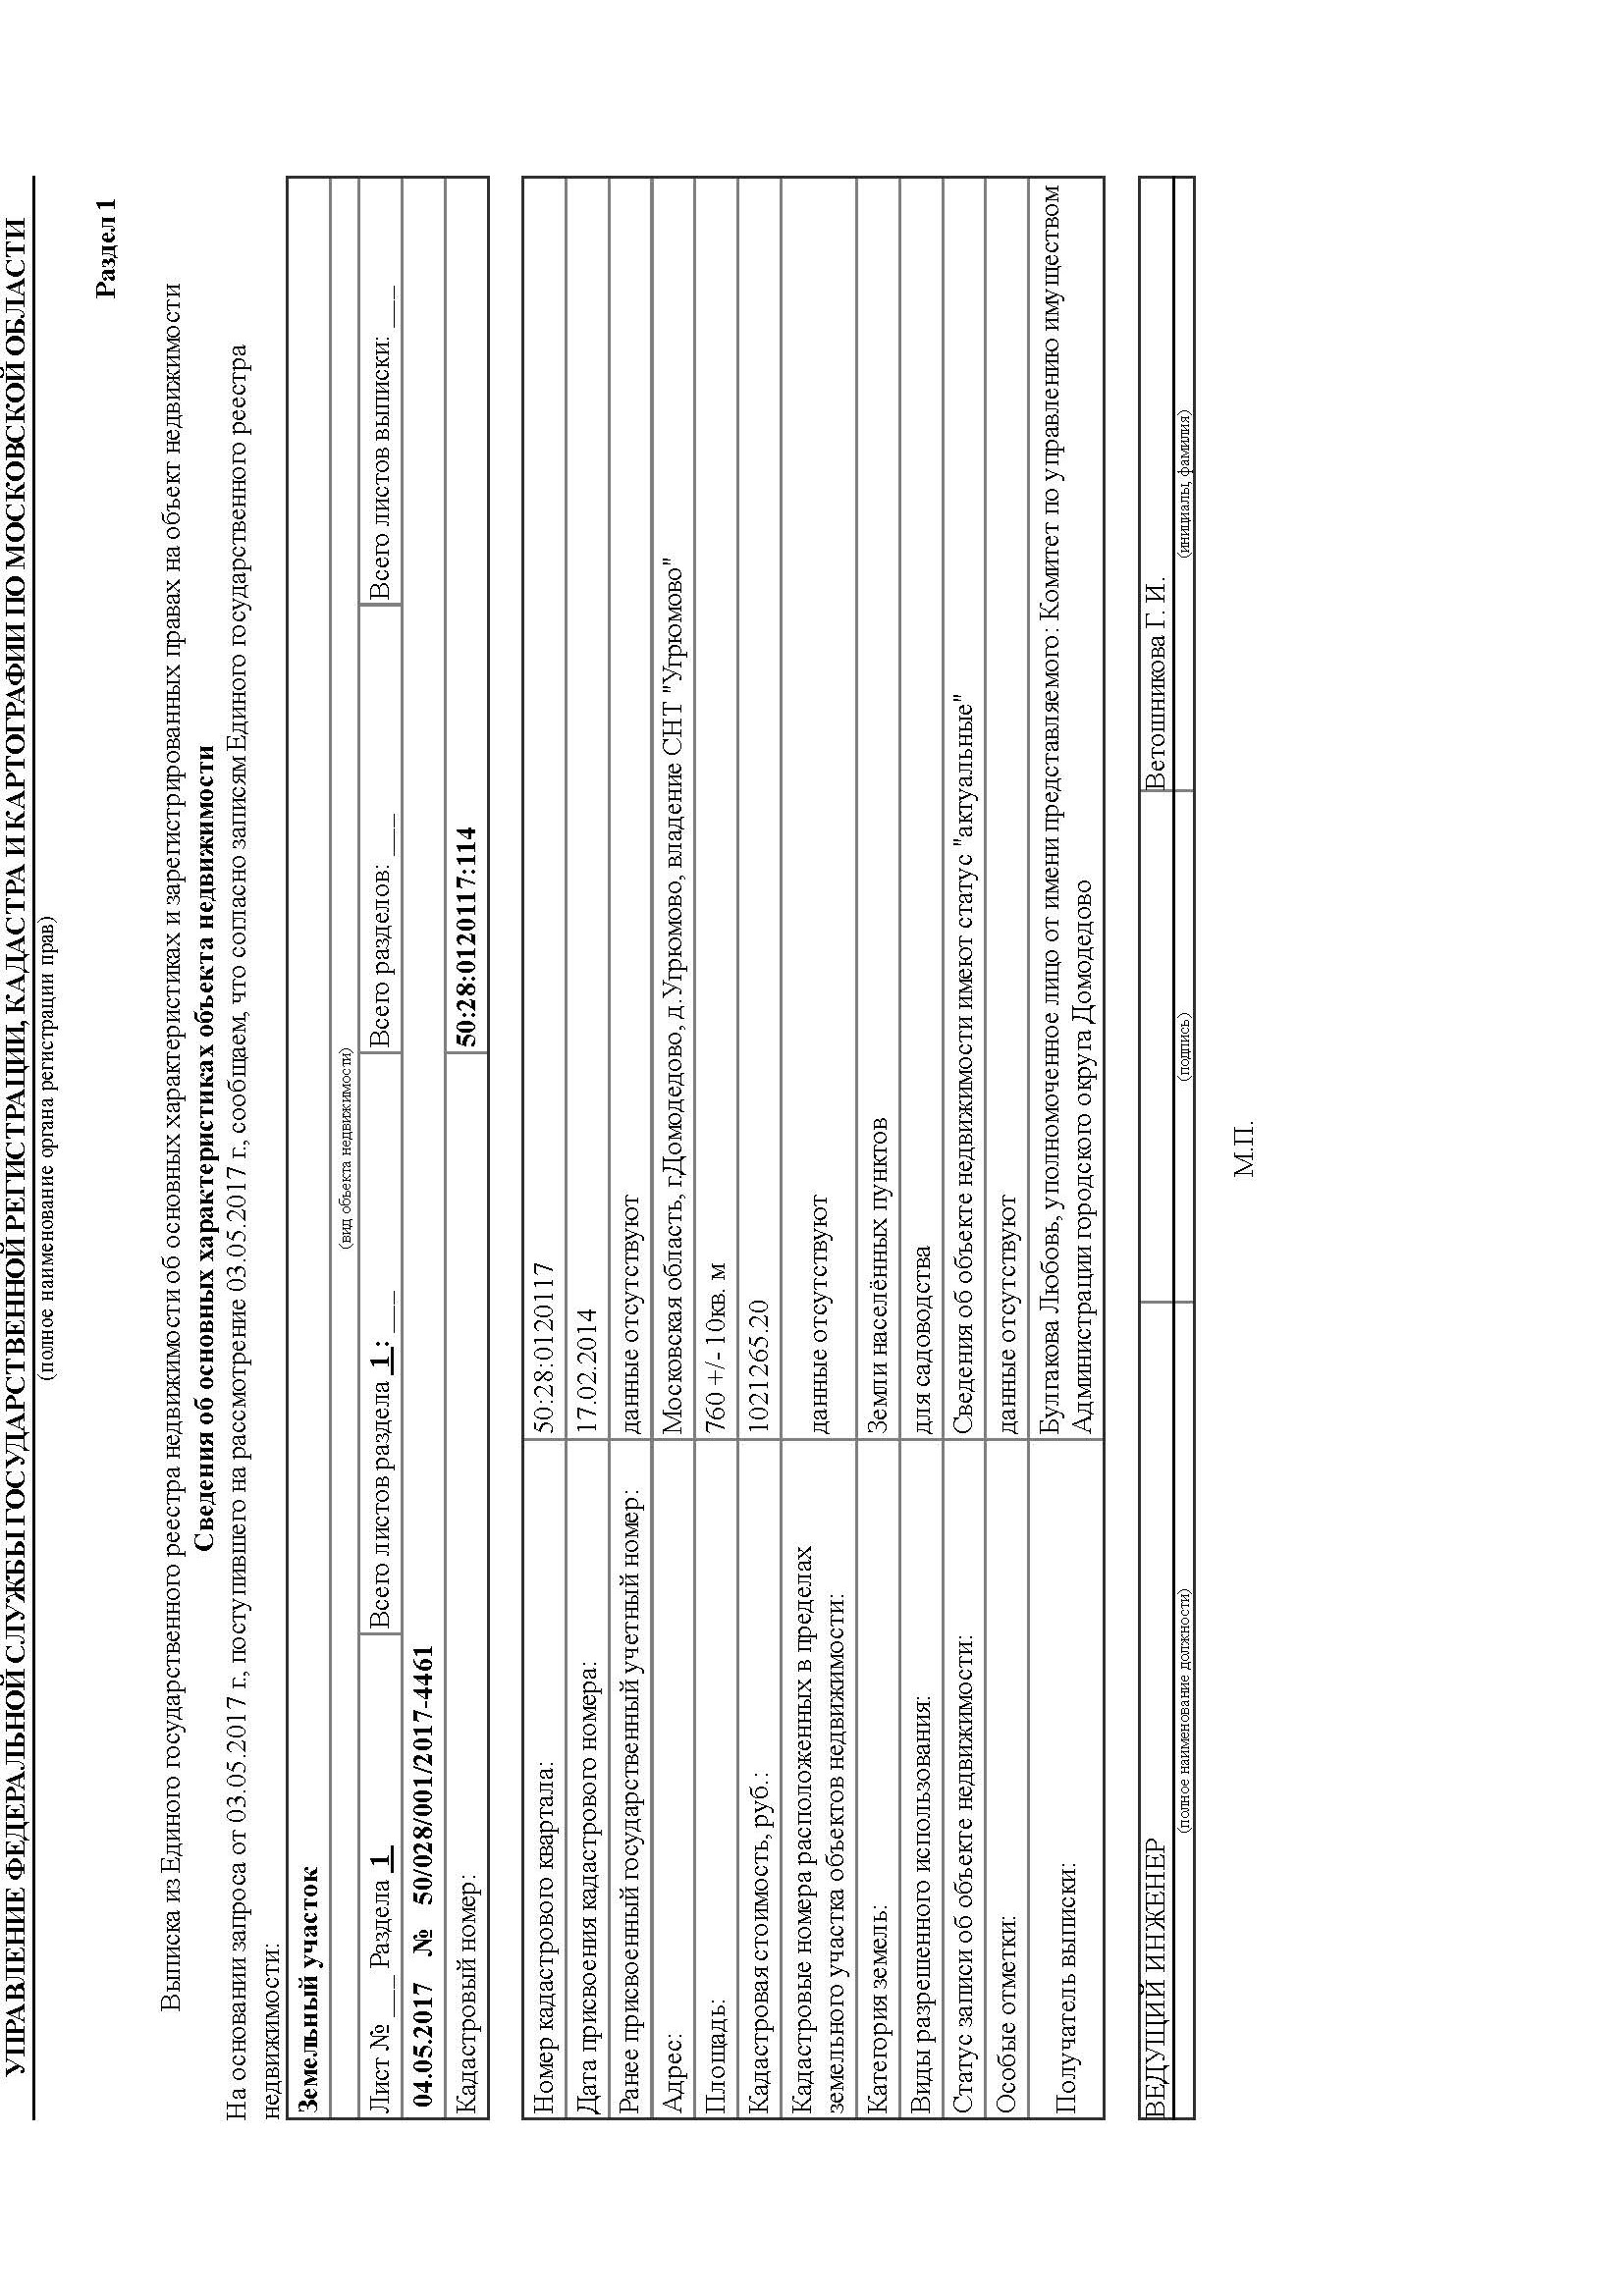 УПРАВЛЕНИЕ ФЕДЕРАЛЬНОЙ СЛУЖБЫ ГОСУДАРСТВЕННОЙ РЕГИСТРАЦИИ, КАДАСТРА И КАРТОГРАФИИ ПО МОСКОВСКОЙ ОБЛАСТИ
(полное наименование органа регистрации прав)
Раздел 1
Выписка из Единого государственного реестра недвижимости об основных характеристиках и зарегистрированных правах на объект недвижимости
Сведения об основных характеристиках объекта недвижимости
На основании запроса от 03.05.2017 г., поступившего на рассмотрение 03.05.2017 г., сообщаем, что согласно записям Единого государственного реестра
недвижимости:
Земельный участок
(вид объекта недвижимости)
Лист № ___ Раздела 1 Всего листов раздела 1 : ___ Всего разделов: ___ Всего листов выписки: ___
04.05.2017 № 50/028/001/2017-4461
Кадастровый номер: 50:28:0120117:114
Номер кадастрового квартала: 50:28:0120117
Дата присвоения кадастрового номера: 17.02.2014
Ранее присвоенный государственный учетный номер: данные отсутствуют
Адрес: Московская область, г.Домодедово, д. Угрюмово, владение СНТ "Угрюмово"
Площадь: 760 +/- 10кв. м
Кадастровая стоимость, руб.: 1021265.20
Кадастровые номера расположенных в пределах
земельного участка объектов недвижимости: данные отсутствуют
Категория земель: Земли населённых пунктов
Виды разрешенного использования: для садоводства
Статус записи об объекте недвижимости: Сведения об объекте недвижимости имеют статус "актуальные"
Особые отметки: данные отсутствуют
Получатель выписки: Булгакова Любовь, уполномоченное лицо от имени представляемого: Комитет по управлению имуществом
Администрации городского округа Домодедово
ВЕДУЩИЙ ИНЖЕНЕР Ветошникова Г. И.
(полное наименование должности) (подпись) (инициалы, фамилия)
М.П.